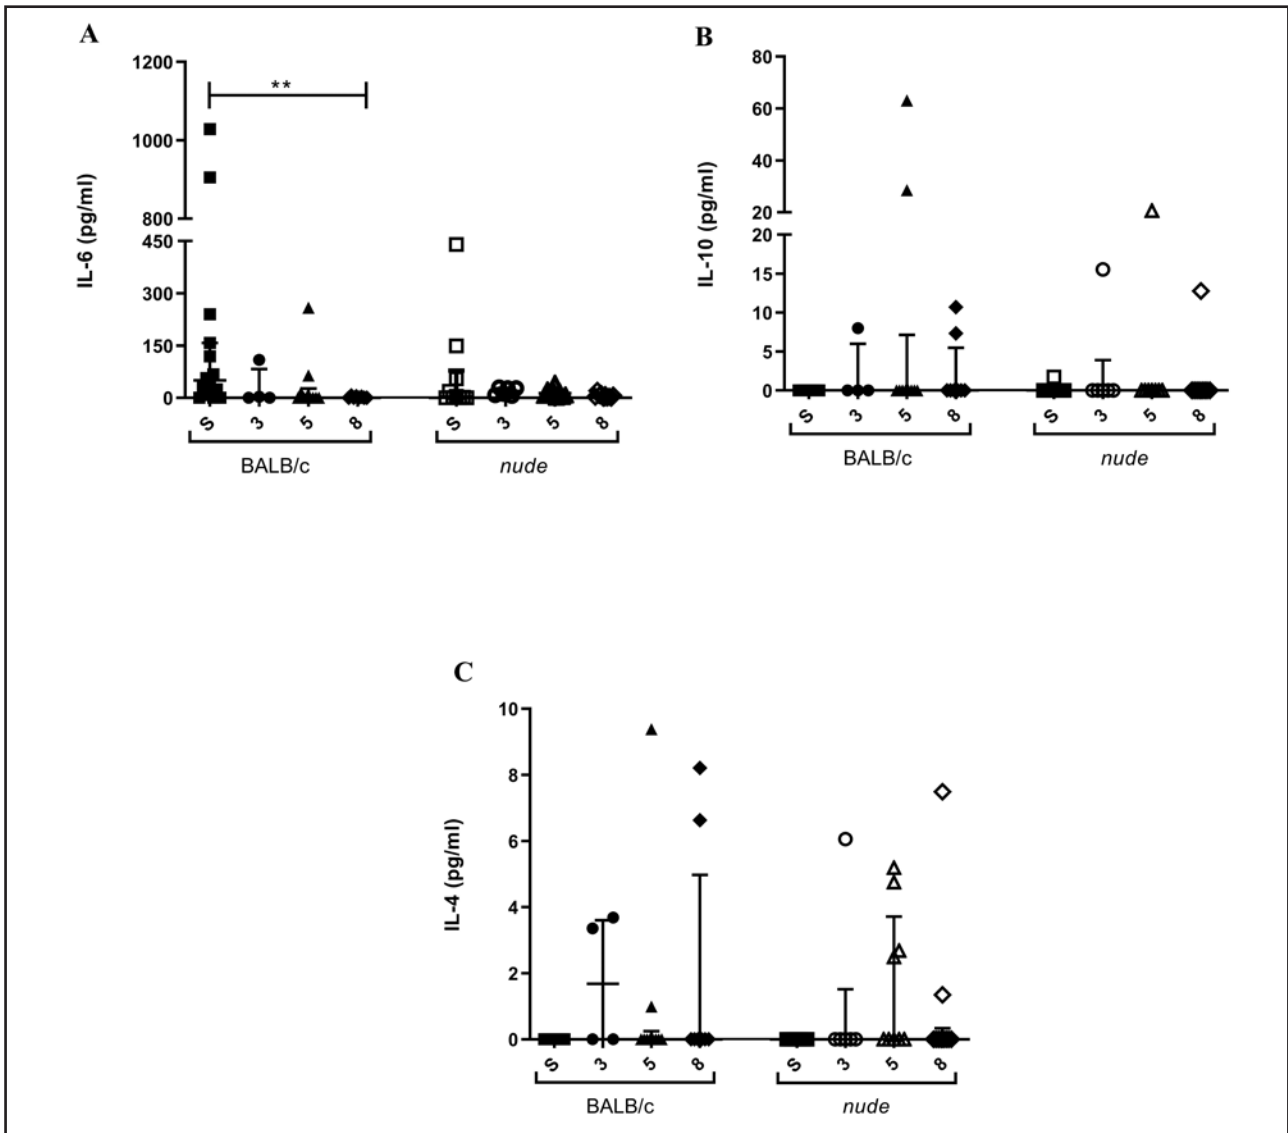 A
IL-6 (pg/ml)
1200
1000
800
450
300
150
0
**
S 3 5 8 S 3 5 8
BALB/c nude
B
IL-10 (pg/ml)
80
60
40
20
20
15
10
5
0
S 3 5 8 S 3 5 8
BALB/c nude
C
IL-4 (pg/ml)
10
8
6
4
2
0
S 3 5 8 S 3 5 8
BALB/c nude